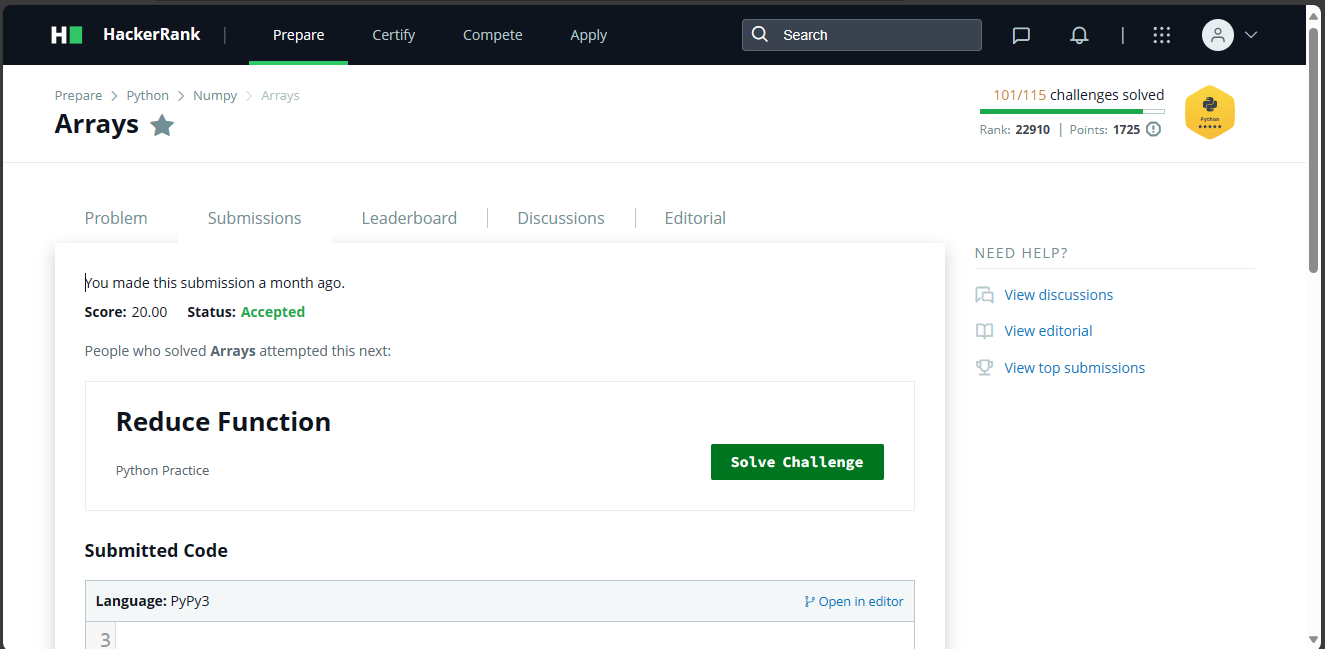 HackerRank | Prepare Certify Compete Apply Search |
Prepare > Python > Numpy > Arrays
Arrays
101/115 challenges solved
Rank: 22910 | Points: 1725
Python
Problem Submissions Leaderboard Discussions Editorial
You made this submission a month ago.
Score: 20.00 Status: Accepted
People who solved Arrays attempted this next:
Reduce Function
Python Practice
Solve Challenge
Submitted Code
Language: PyPy3 Open in editor
3
NEED HELP?
View discussions
View editorial
View top submissions